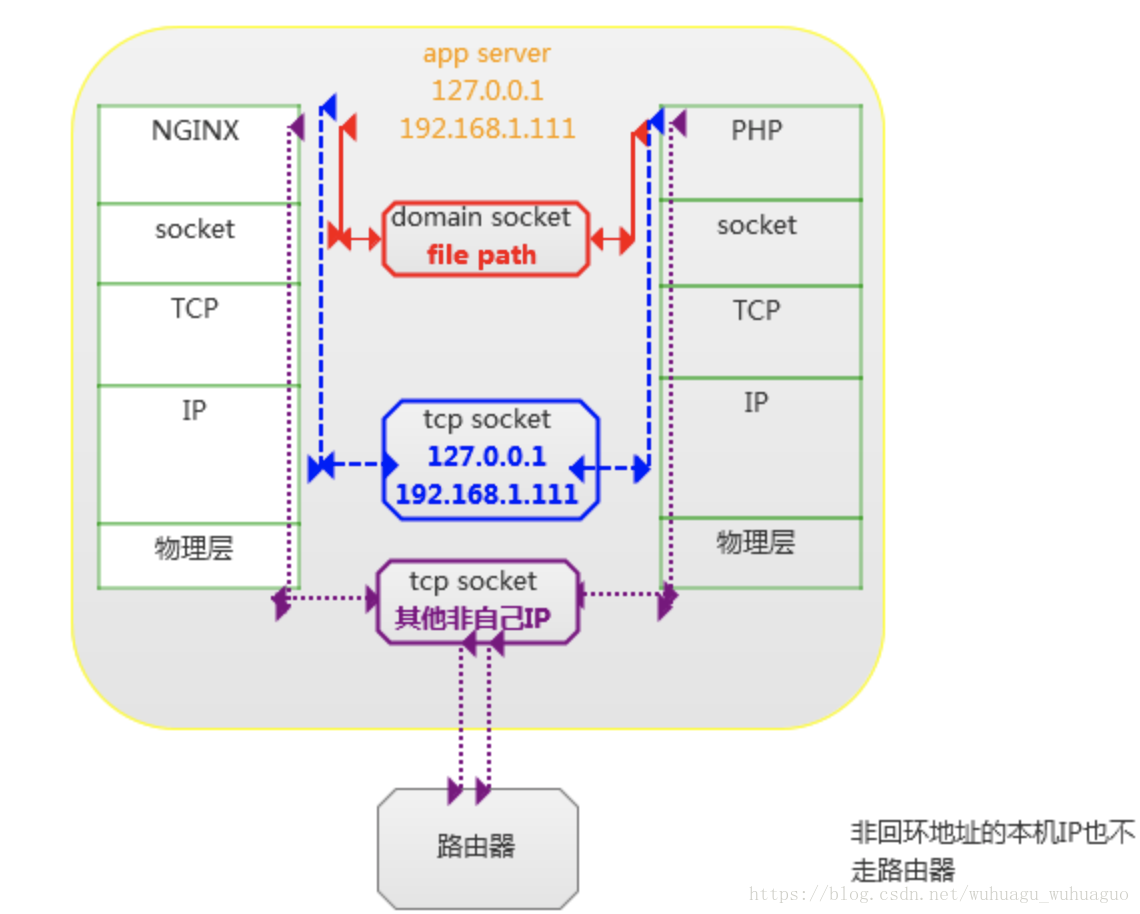 app server
127.0.0.1
192.168.1.111
NGINX
socket
TCP
IP
物理层
domain socket
file path
tcp socket
127.0.0.1
192.168.1.111
tcp socket
其他非自己IP
PHP
socket
TCP
IP
物理层
路由器
非回环地址的本机IP也不
走路由器
https://blog.csdn.net/wuhuagu_wuhuaguo